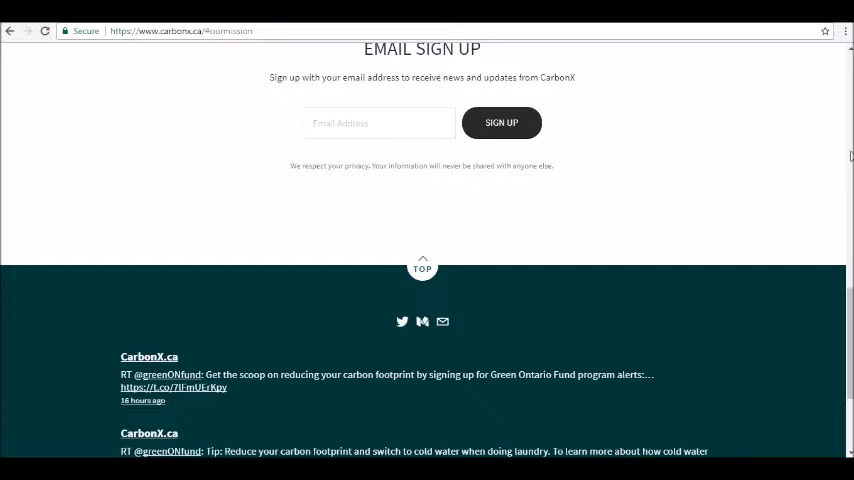 Secure https://www.carbonx.ca/#ourmission
EMAIL SIGN UP
Sign up with your email address to receive news and updates from CarbonX
Email Address SIGN UP
We respect your privacy. Your information will never be shared with anyone else.
TOP
CarbonX.ca
RT @greenONfund: Get the scoop on reducing your carbon footprint by signing up for Green Ontario Fund program alerts:…
https://t.co/7lFmUErKpy
16 hours ago
CarbonX.ca
RT @greenONfund: Tip: Reduce your carbon footprint and switch to cold water when doing laundry. To learn more about how cold water